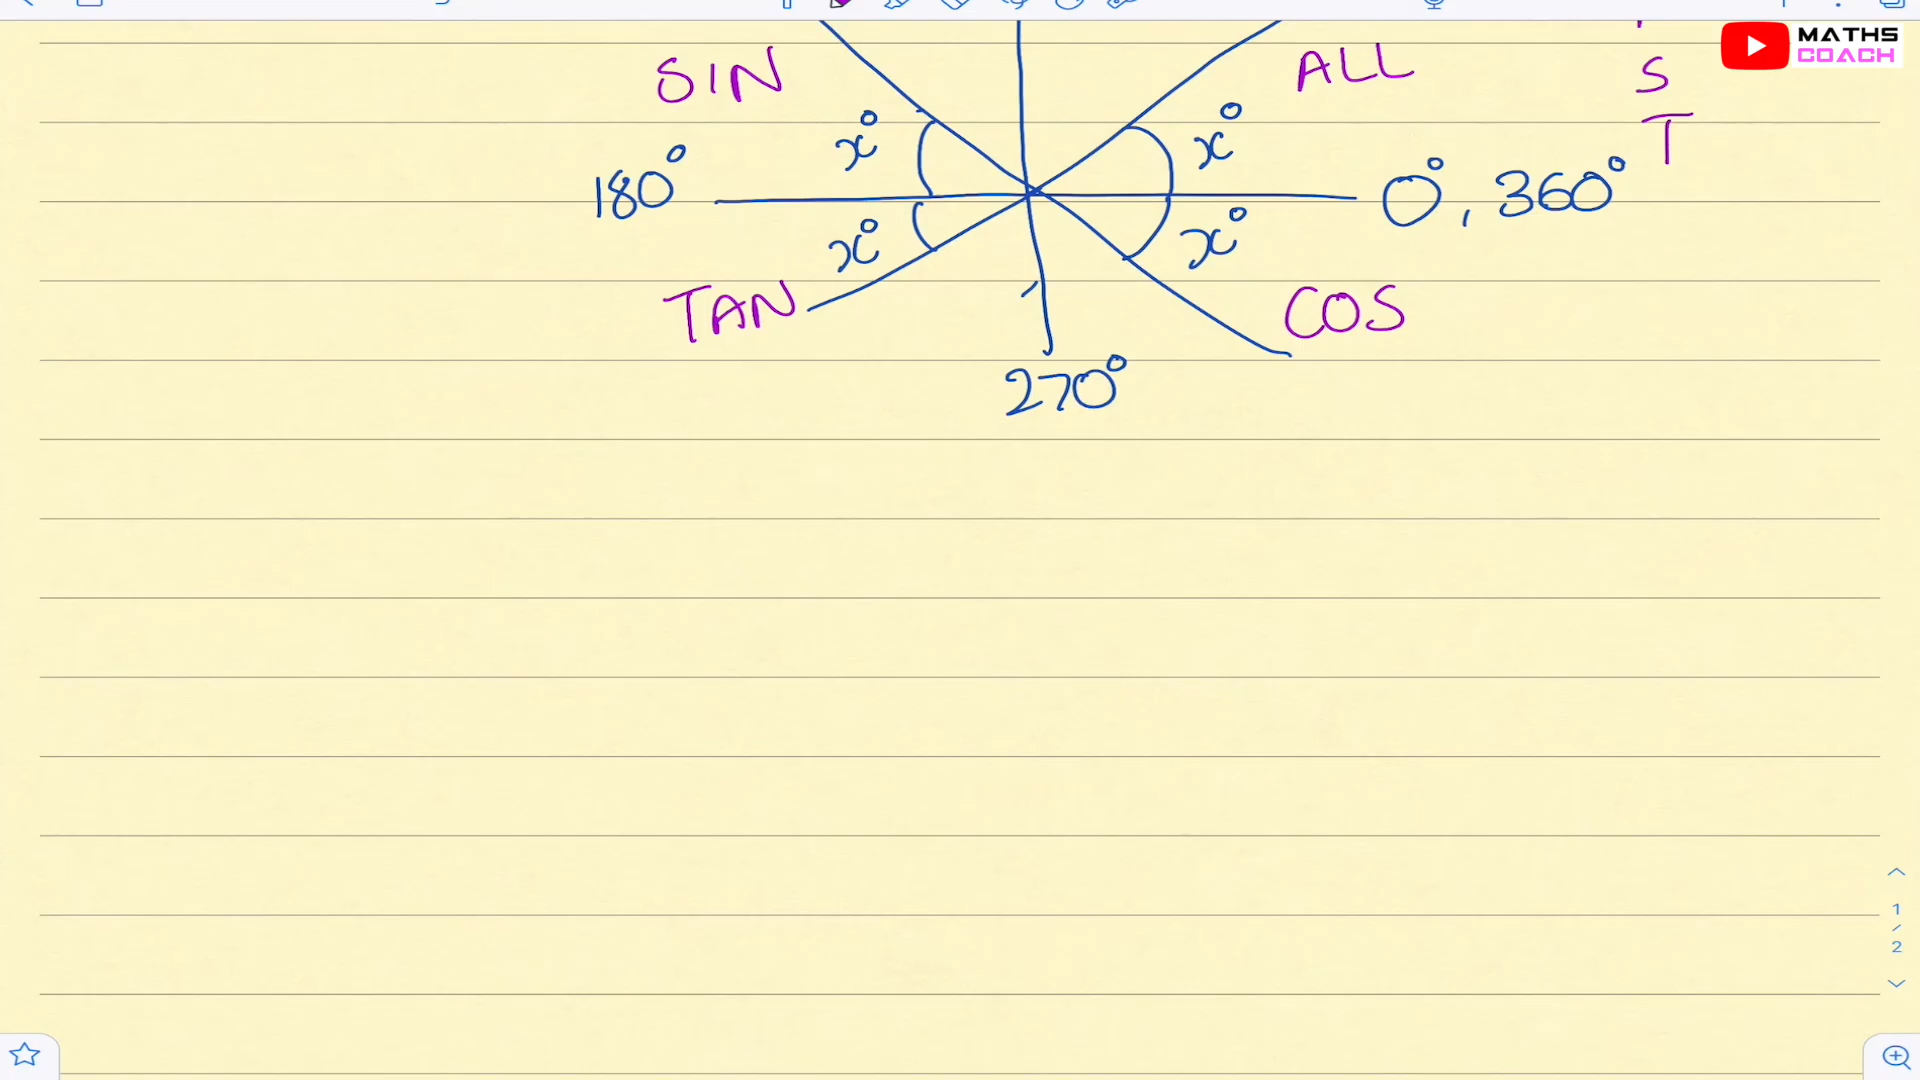 MATHS
COACH
SIN
ALL
S
x° x°
T
180° 0°, 360°
x° x°
TAN COS
270°
1
/
2